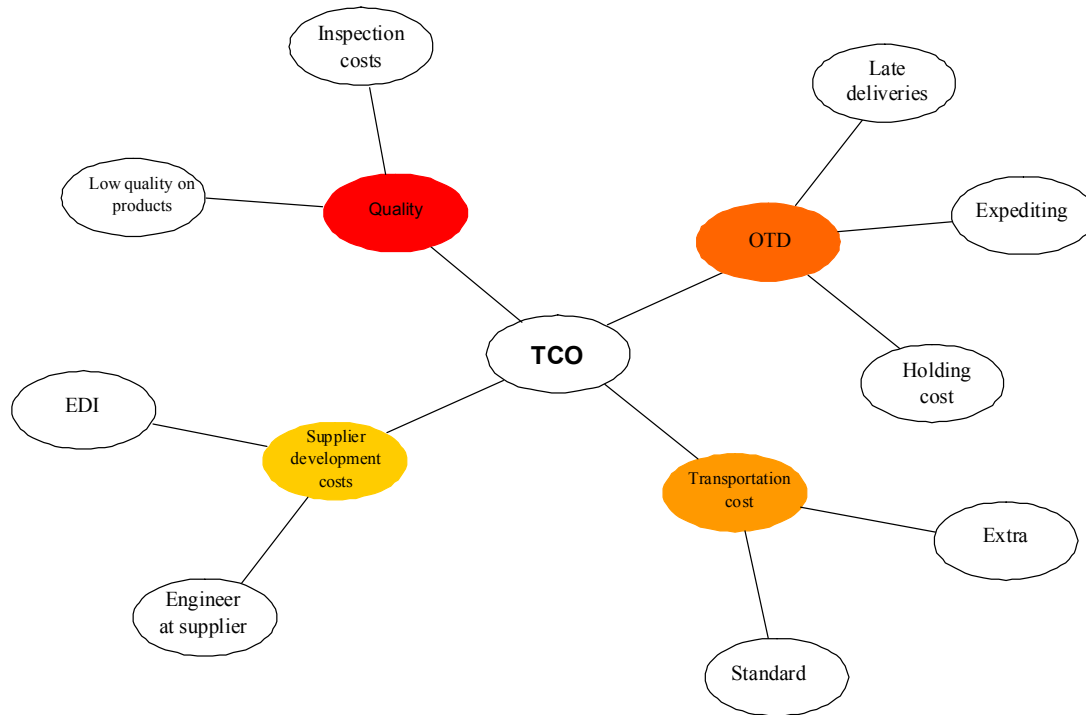 Inspection
costs
Late
deliveries
Low quality on
products
Quality
Expediting
OTD
TCO
Holding
cost
EDI
Supplier
development
costs
Transportation
cost
Extra
Engineer
at supplier
Standard